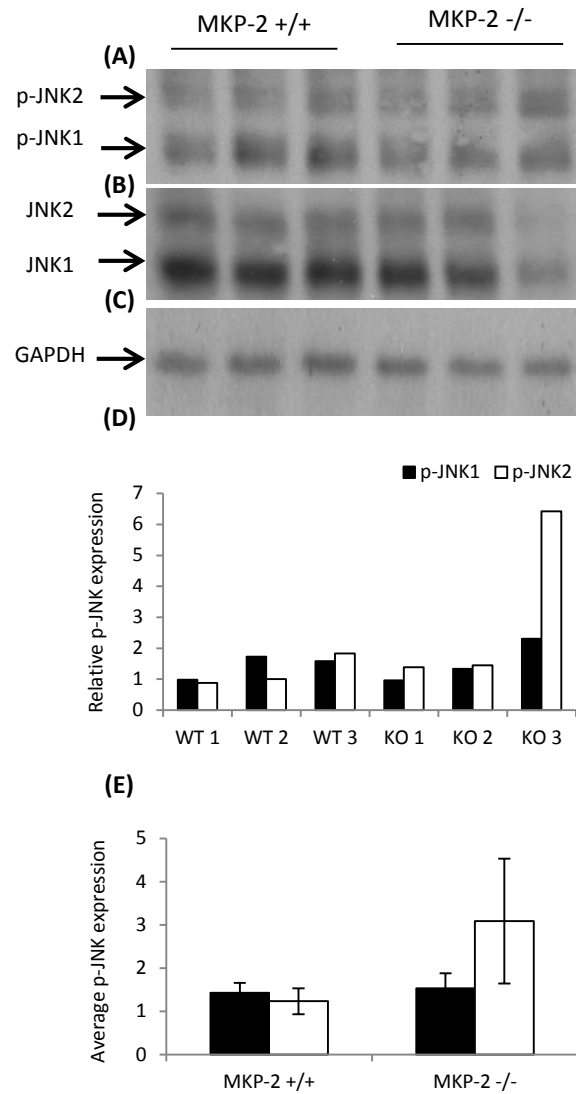 MKP-2 +/+ MKP-2 -/-
(A)
p-JNK2
p-JNK1
(B)
JNK2
JNK1
(C)
GAPDH
(D)
p-JNK1 p-JNK2
Relative p-JNK expression
7
6
5
4
3
2
1
0
WT 1 WT 2 WT 3 KO 1 KO 2 KO 3
(E)
Average p-JNK expression
5
4
3
2
1
0
MKP-2 +/+ MKP-2 -/-